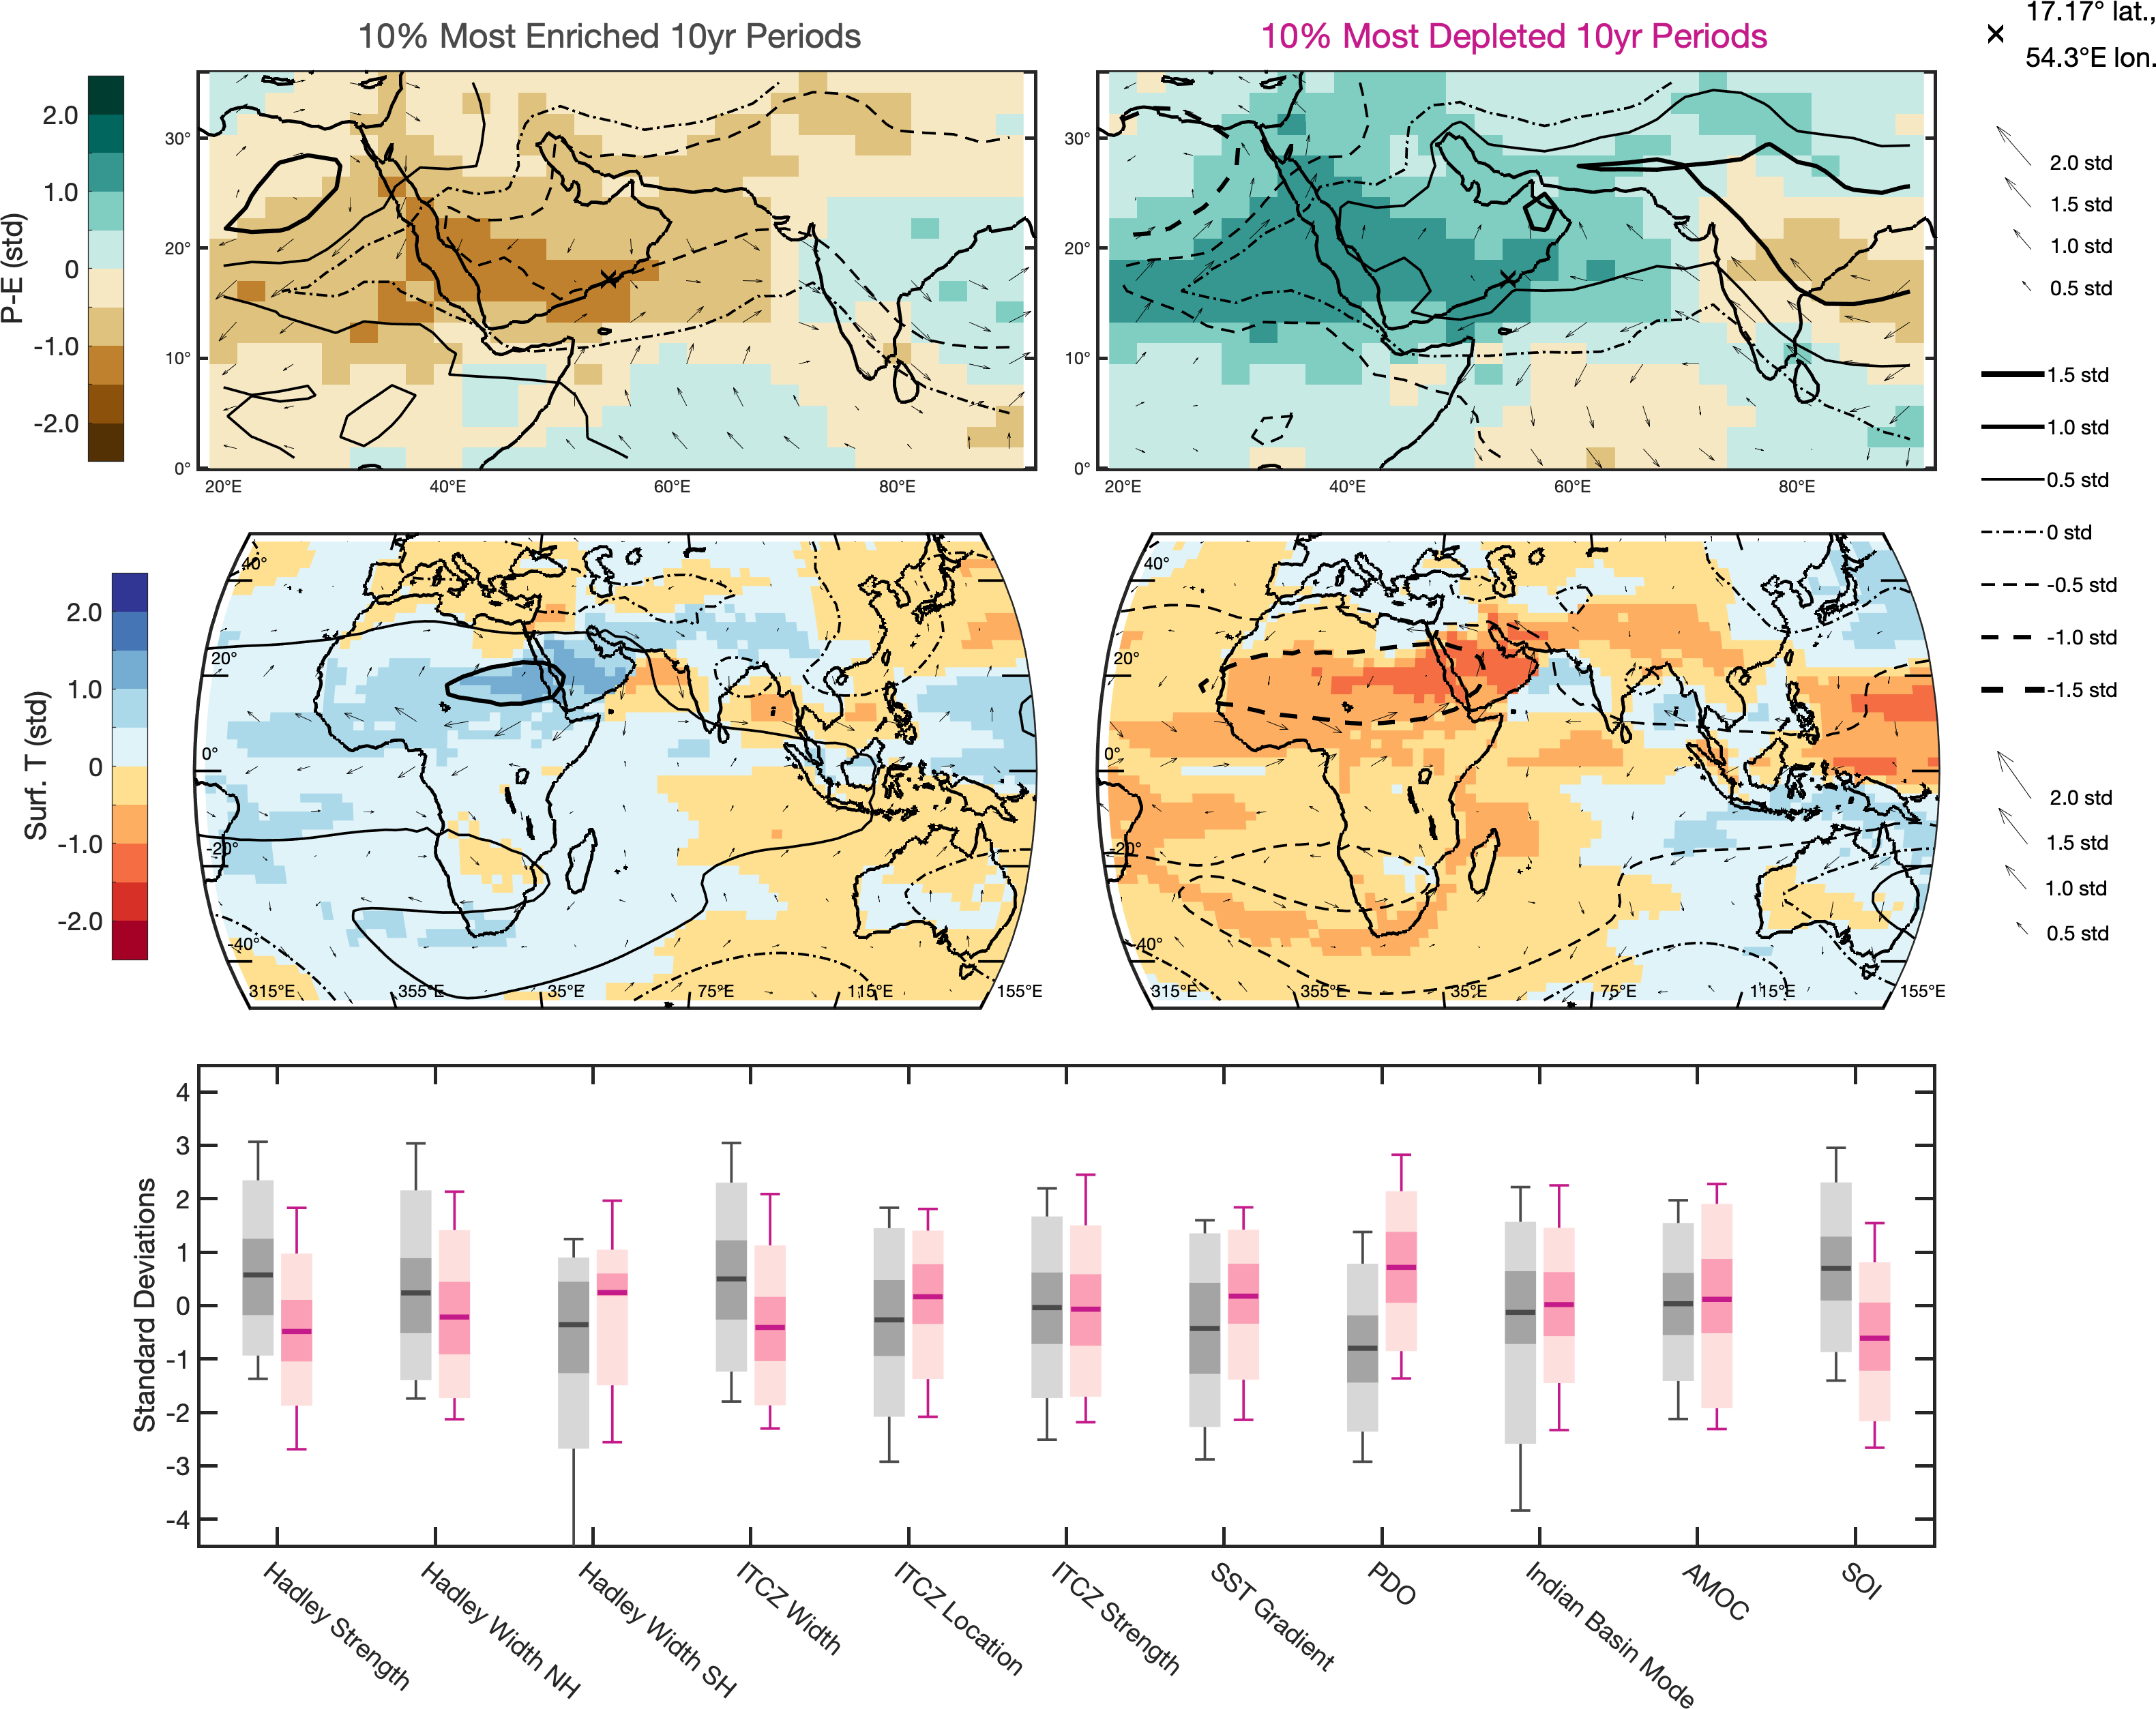 10% Most Enriched 10yr Periods
10% Most Depleted 10yr Periods
× 17.17° lat.,
54.3°E lon.
P-E (std)
2.0
1.0
0
-1.0
-2.0
30°
20°
10°
0°
20°E 40°E 60°E 80°E
30°
20°
10°
0°
20°E 40°E 60°E 80°E
2.0 std
1.5 std
1.0 std
0.5 std
1.5 std
1.0 std
0.5 std
0 std
-0.5 std
-1.0 std
-1.5 std
2.0 std
1.5 std
1.0 std
0.5 std
Surf. T (std)
2.0
1.0
0
-1.0
-2.0
40°
20°
0°
-20°
-40°
315°E 355°E 35°E 75°E 115°E 155°E
40°
20°
0°
-20°
-40°
315°E 355°E 35°E 75°E 115°E 155°E
Standard Deviations
4
3
2
1
0
-1
-2
-3
-4
Hadley Strength
Hadley Width NH
Hadley Width SH
ITCZ Width
ITCZ Location
ITCZ Strength
SST Gradient
PDO
Indian Basin Mode
AMOC
SOI